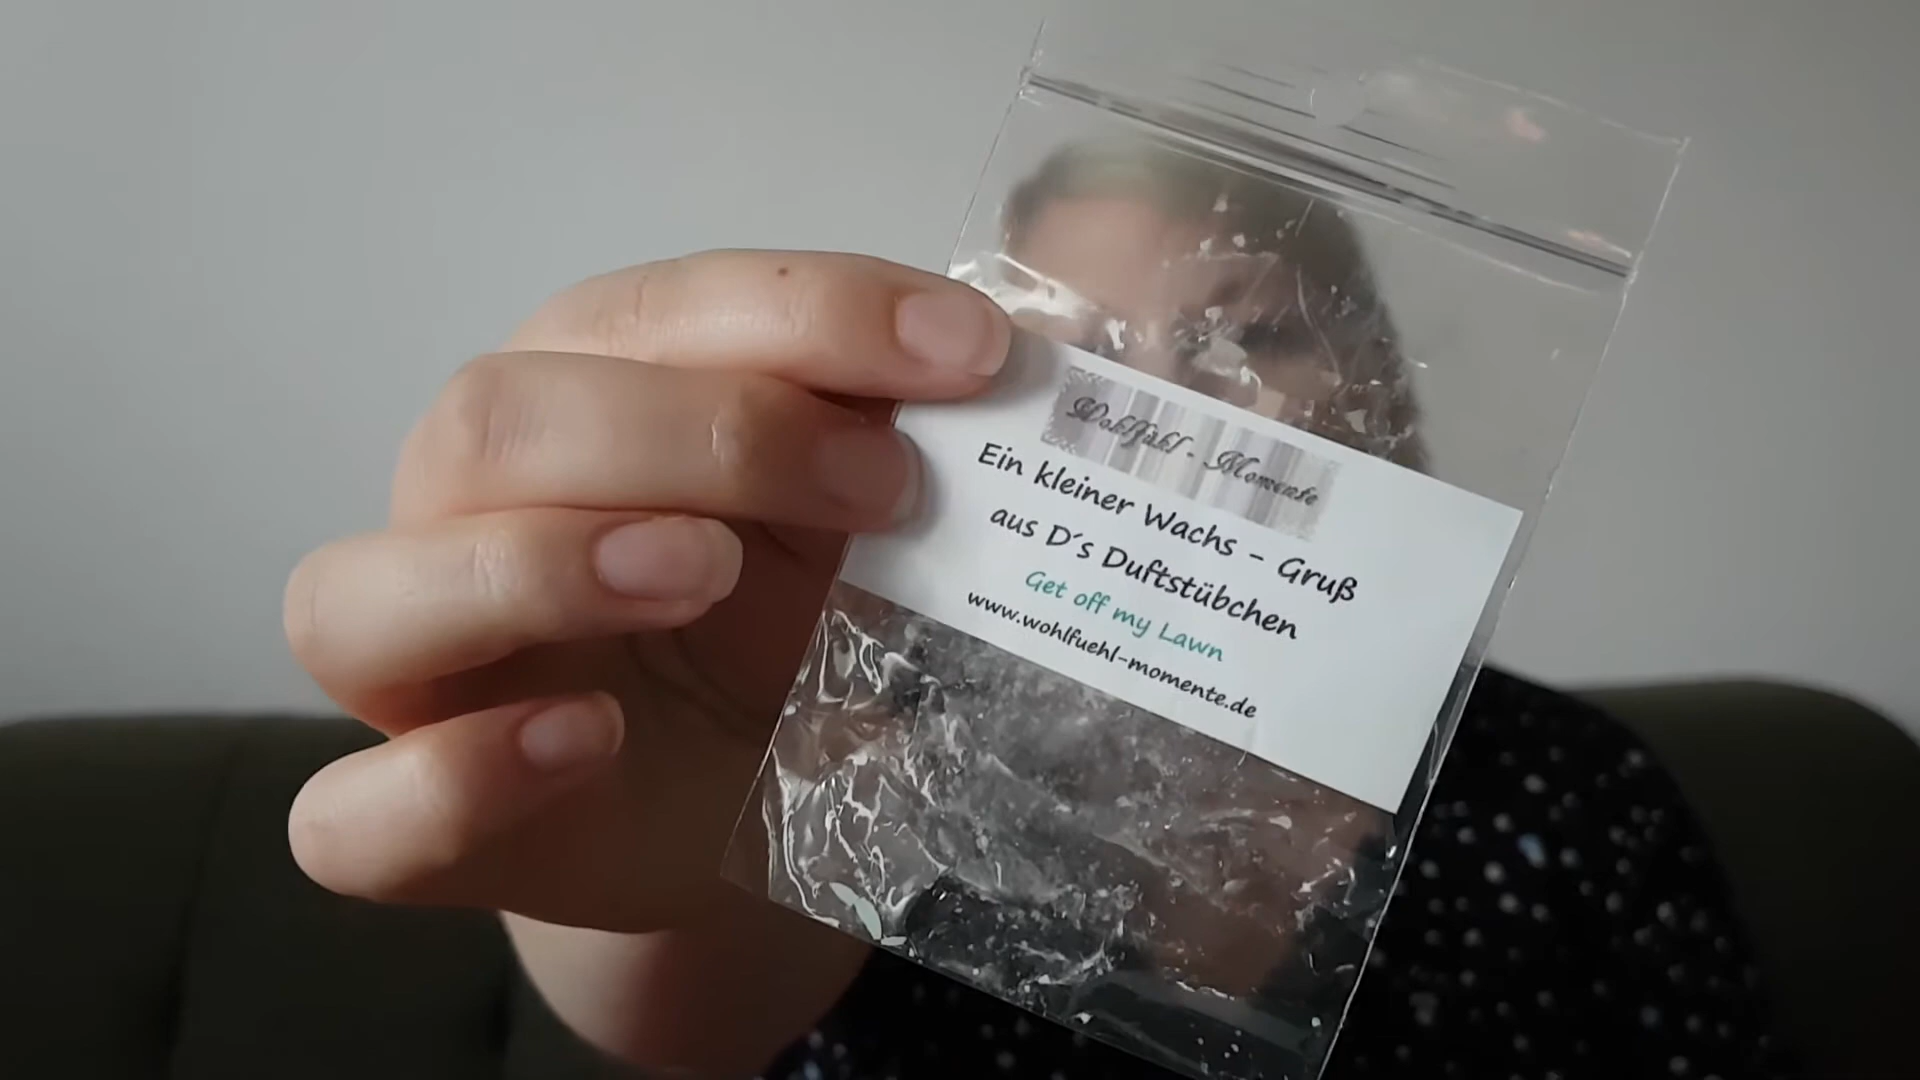 Wohlfühl - Momente
Ein kleiner Wachs - Gruß
aus D´s Duftstübchen
Get off my Lawn
www.wohlfuehl-momente.de